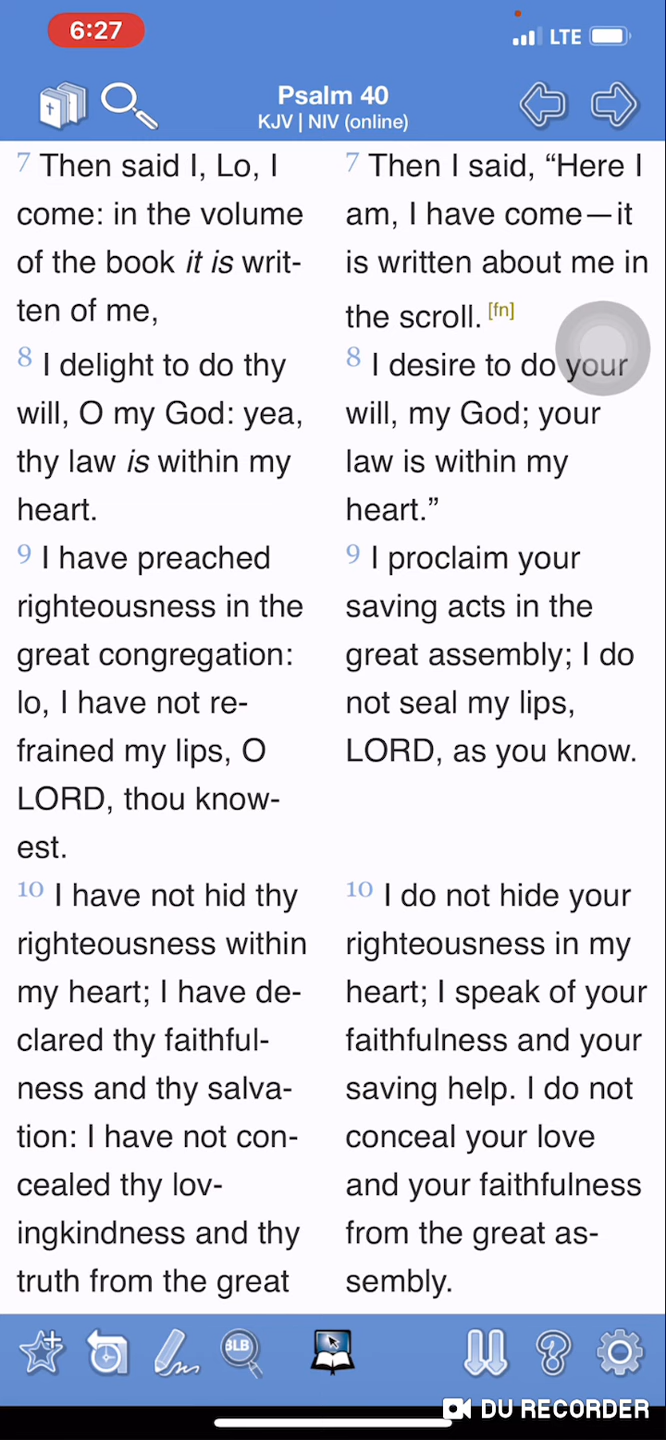 6:27
LTE
Psalm 40
KJV | NIV (online)
7 Then said I, Lo, I
come: in the volume
of the book it is writ-
ten of me,
8 I delight to do thy
will, O my God: yea,
thy law is within my
heart.
9 I have preached
righteousness in the
great congregation:
lo, I have not re-
frained my lips, O
LORD, thou know-
est.
10 I have not hid thy
righteousness within
my heart; I have de-
clared thy faithful-
ness and thy salva-
tion: I have not con-
cealed thy lov-
ingkindness and thy
truth from the great
7 Then I said, “Here I
am, I have come—it
is written about me in
the scroll. [fn]
8 I desire to do your
will, my God; your
law is within my
heart.”
9 I proclaim your
saving acts in the
great assembly; I do
not seal my lips,
LORD, as you know.
10 I do not hide your
righteousness in my
heart; I speak of your
faithfulness and your
saving help. I do not
conceal your love
and your faithfulness
from the great as-
sembly.
BLB
DU RECORDER